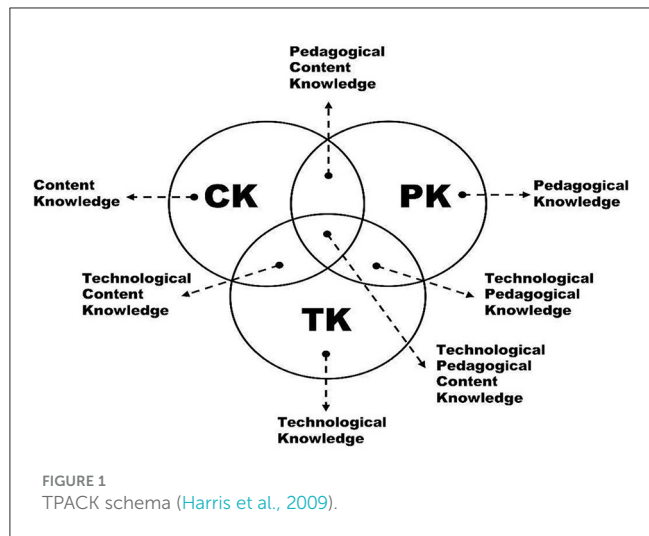 Pedagogical
Content
Knowledge
Content
Knowledge
CK
PK
Pedagogical
Knowledge
Technological
Content
Knowledge
Technological
Pedagogical
Knowledge
TK
Technological
Pedagogical
Content
Knowledge
Technological
Knowledge
FIGURE 1
TPACK schema (Harris et al., 2009).